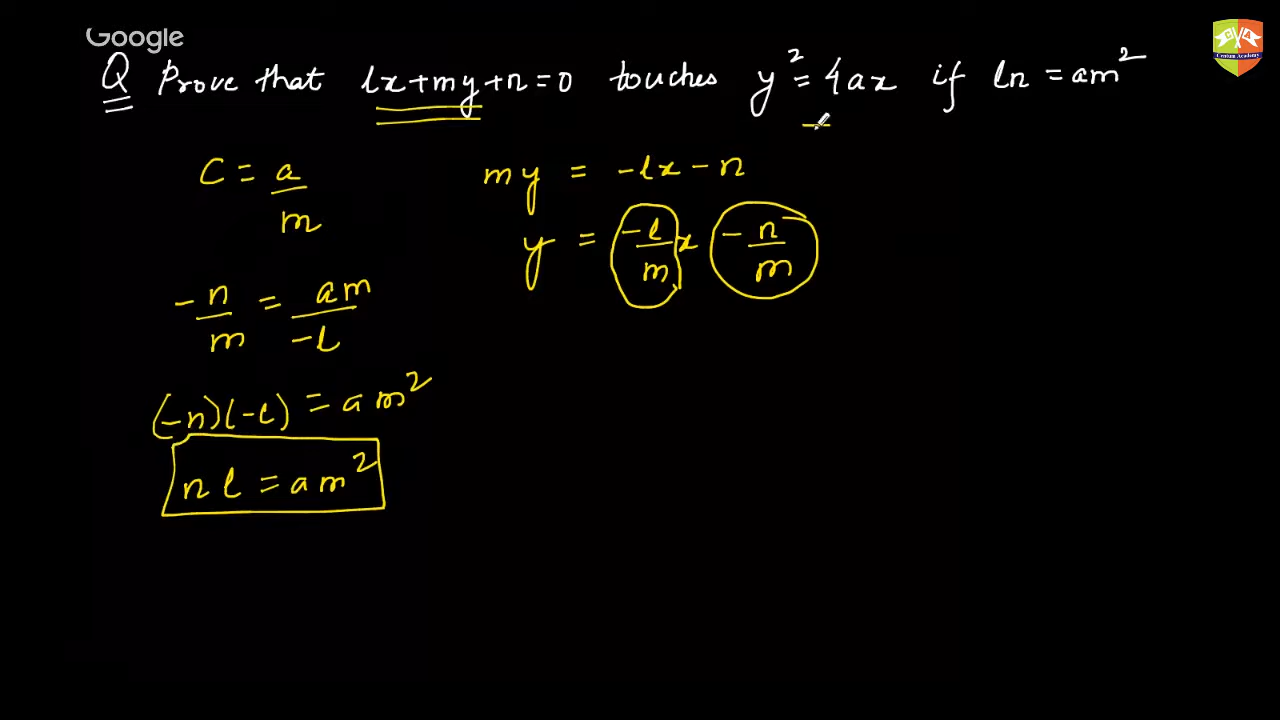 Google
Q Prove that lx+my+n=0 touches y²=4ax if ln=am²
C = a/m
my = -lx - n
y = -l/m x - n/m
-n/m = am/-l
(-n)(-l) = am²
nl = am²